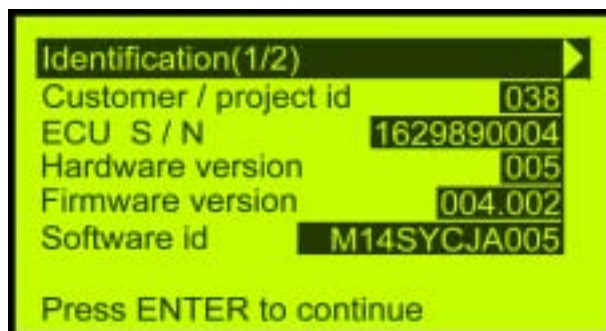 Identification(1/2)
Customer / project id 038
ECU S / N 1629890004
Hardware version 005
Firmware version 004.002
Software id M14SYCJA005
Press ENTER to continue